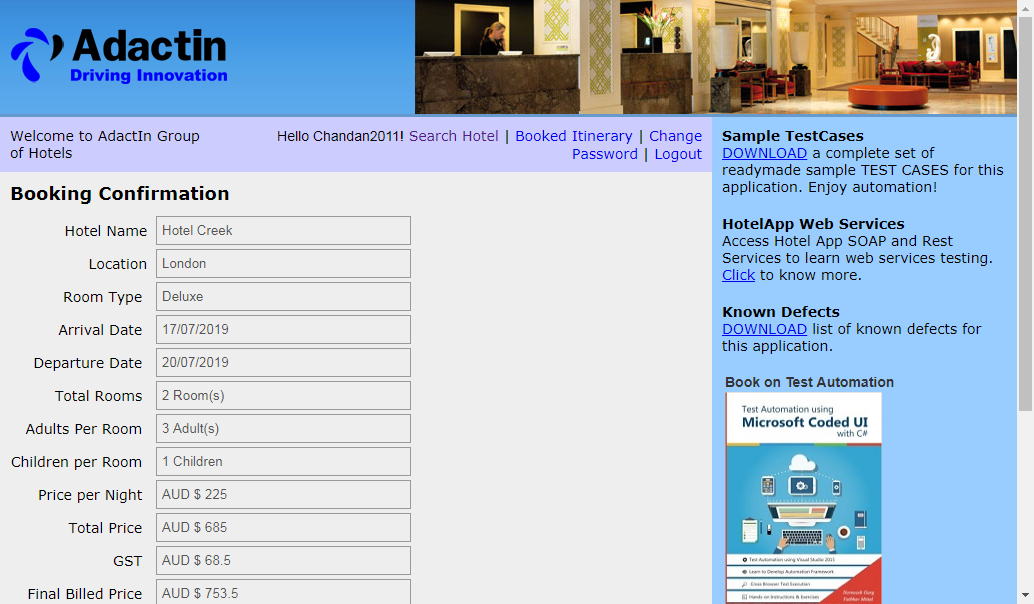 Adactin
Driving Innovation
Welcome to AdactIn Group
of Hotels
Hello Chandan2011! Search Hotel | Booked Itinerary | Change
Password | Logout
Booking Confirmation
Hotel Name Hotel Creek
Location London
Room Type Deluxe
Arrival Date 17/07/2019
Departure Date 20/07/2019
Total Rooms 2 Room(s)
Adults Per Room 3 Adult(s)
Children per Room 1 Children
Price per Night AUD $ 225
Total Price AUD $ 685
GST AUD $ 68.5
Final Billed Price AUD $ 753.5
Sample TestCases
DOWNLOAD a complete set of
readymade sample TEST CASES for this
application. Enjoy automation!
HotelApp Web Services
Access Hotel App SOAP and Rest
Services to learn web services testing.
Click to know more.
Known Defects
DOWNLOAD list of known defects for
this application.
Book on Test Automation
Test Automation using
Microsoft Coded UI
with C#
Test Automation using Visual Studio 2015
Learn to Develop Automation Framework
Cross Browser Test Execution
Hands on Instructions & Exercises